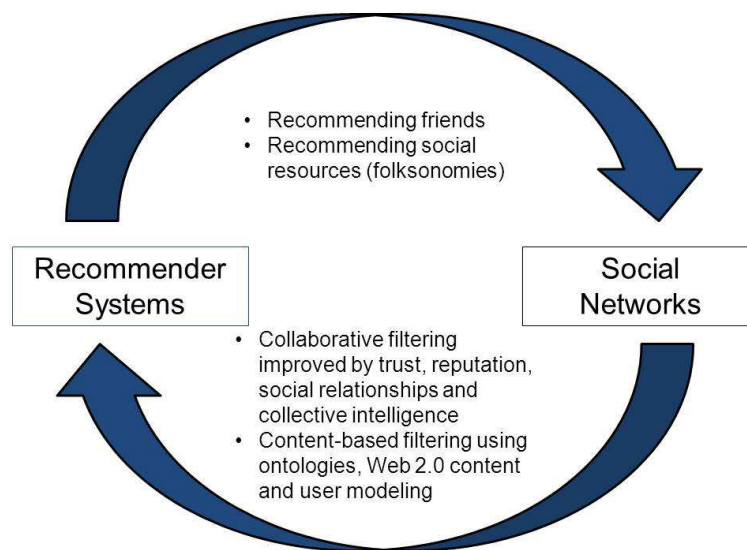 • Recommending friends
• Recommending social
resources (folksonomies)
Recommender
Systems
Social
Networks
• Collaborative filtering
improved by trust, reputation,
social relationships and
collective intelligence
• Content-based filtering using
ontologies, Web 2.0 content
and user modeling